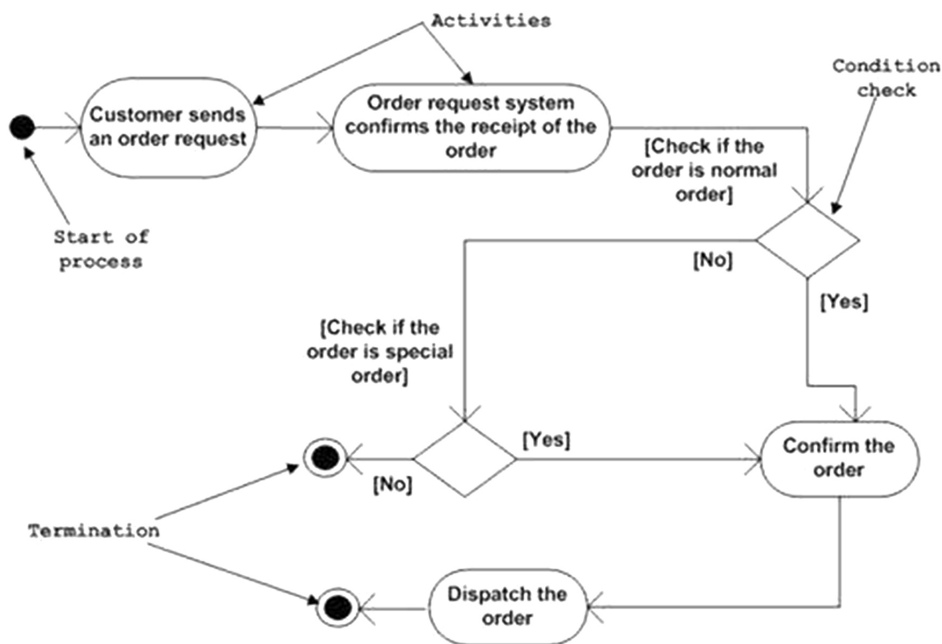 Activities
Condition
check
Customer sends
an order request
Order request system
confirms the receipt of the
order
[Check if the
order is normal
order]
Start of
process
[No]
[Yes]
[Check if the
order is special
order]
[Yes]
[No]
Confirm the
order
Termination
Dispatch the
order